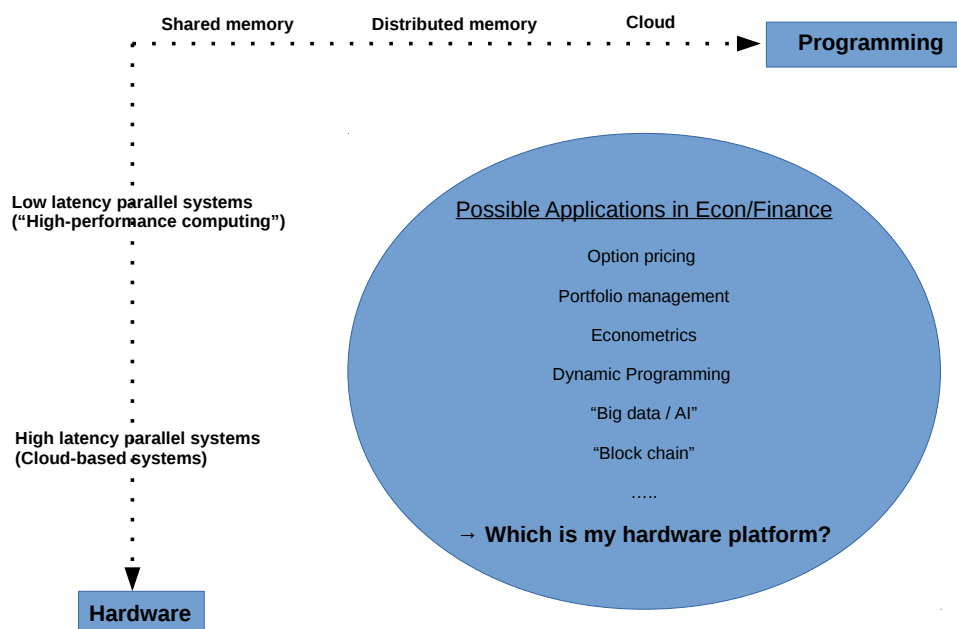 Shared memory
Distributed memory
Cloud
Programming
Low latency parallel systems
(“High-performance computing”)
Possible Applications in Econ/Finance
Option pricing
Portfolio management
Econometrics
Dynamic Programming
“Big data / AI”
“Block chain”
…..
→ Which is my hardware platform?
High latency parallel systems
(Cloud-based systems)
Hardware